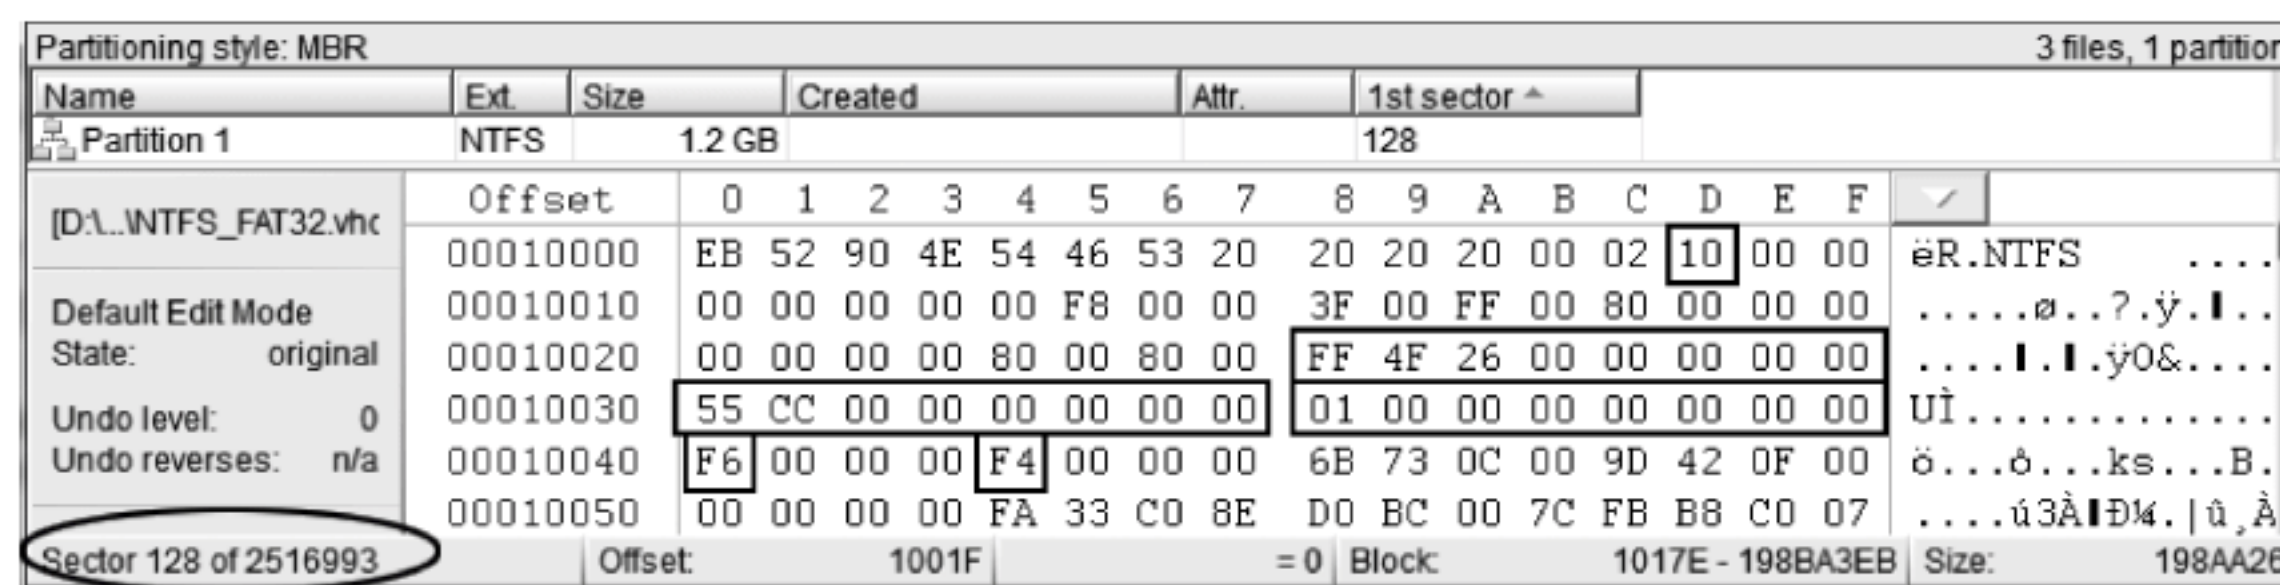 Partitioning style: MBR 3 files, 1 partition
Name Ext. Size Created Attr. 1st sector
Partition 1 NTFS 1.2 GB 128
Offset 0 1 2 3 4 5 6 7 8 9 A B C D E F
[D:\...\NTFS_FAT32.vhd
00010000 EB 52 90 4E 54 46 53 20 20 20 20 00 02 10 00 00 ëR.NTFS ....
Default Edit Mode
00010010 00 00 00 00 00 F8 00 00 3F 00 FF 00 80 00 00 00 .....ø..?.ÿ.▮..
State: original
00010020 00 00 00 00 80 00 80 00 FF 4F 26 00 00 00 00 00 ....▮.▮.ÿO&....
Undo level: 0
00010030 55 CC 00 00 00 00 00 00 01 00 00 00 00 00 00 00 UÌ.............
Undo reverses: n/a
00010040 F6 00 00 00 F4 00 00 00 6B 73 0C 00 9D 42 0F 00 ö...ô...ks...B.
00010050 00 00 00 00 FA 33 C0 8E D0 BC 00 7C FB B8 C0 07 ....ú3À▮Ð¼.|û¸À
Sector 128 of 2516993 Offset: 1001F = 0 Block: 1017E - 198BA3EB Size: 198AA26